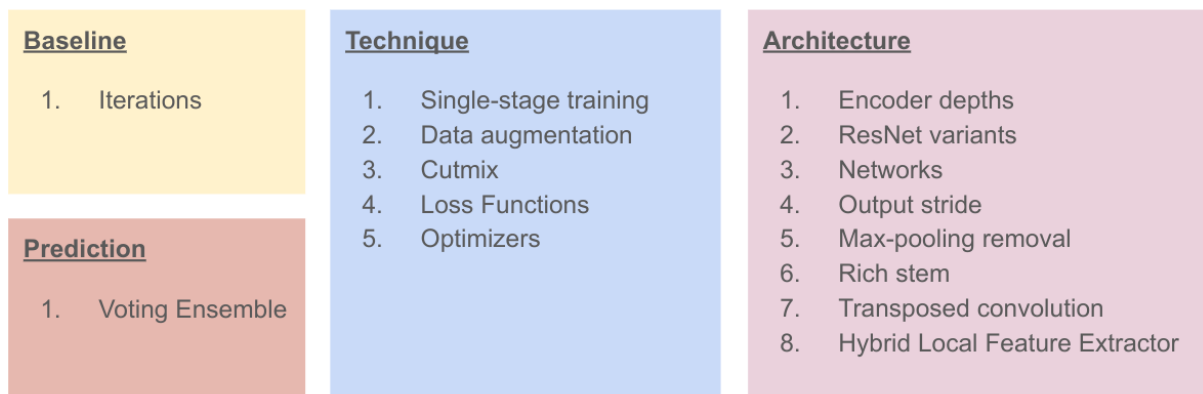 Baseline
1. Iterations
Prediction
1. Voting Ensemble
Technique
1. Single-stage training
2. Data augmentation
3. Cutmix
4. Loss Functions
5. Optimizers
Architecture
1. Encoder depths
2. ResNet variants
3. Networks
4. Output stride
5. Max-pooling removal
6. Rich stem
7. Transposed convolution
8. Hybrid Local Feature Extractor